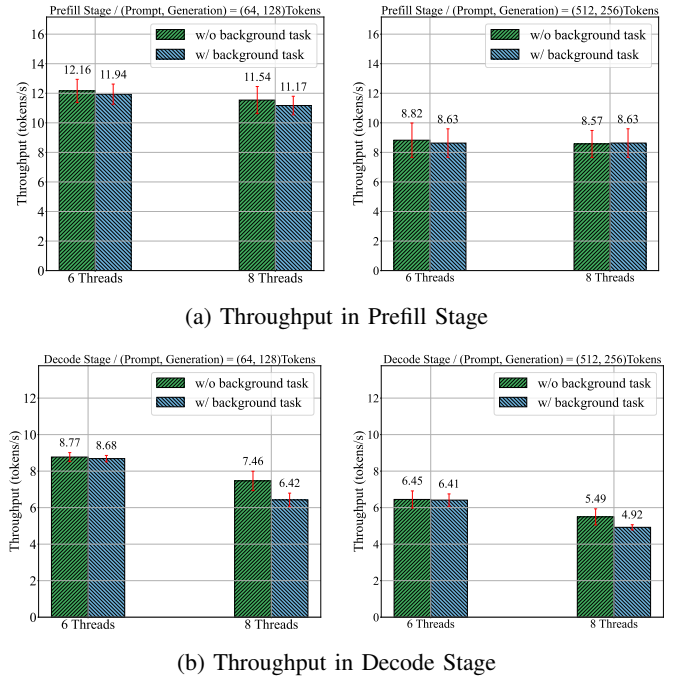 Prefill Stage / (Prompt, Generation) = (64, 128)Tokens
16
14
12
10
8
6
4
2
0
Throughput (tokens/s)
w/o background task
w/ background task
12.16
11.94
11.54
11.17
6 Threads
8 Threads
Prefill Stage / (Prompt, Generation) = (512, 256)Tokens
16
14
12
10
8
6
4
2
0
Throughput (tokens/s)
w/o background task
w/ background task
8.82
8.63
8.57
8.63
6 Threads
8 Threads
(a) Throughput in Prefill Stage
Decode Stage / (Prompt, Generation) = (64, 128)Tokens
12
10
8
6
4
2
0
Throughput (tokens/s)
w/o background task
w/ background task
8.77
8.68
7.46
6.42
6 Threads
8 Threads
Decode Stage / (Prompt, Generation) = (512, 256)Tokens
12
10
8
6
4
2
0
Throughput (tokens/s)
w/o background task
w/ background task
6.45
6.41
5.49
4.92
6 Threads
8 Threads
(b) Throughput in Decode Stage